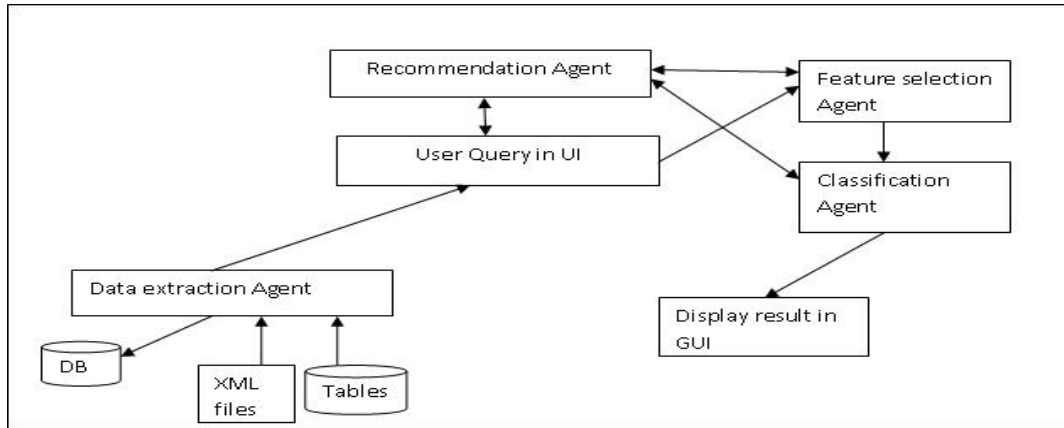 Recommendation Agent
Feature selection
Agent
User Query in UI
Classification
Agent
Data extraction Agent
Display result in
GUI
DB
XML
files
Tables